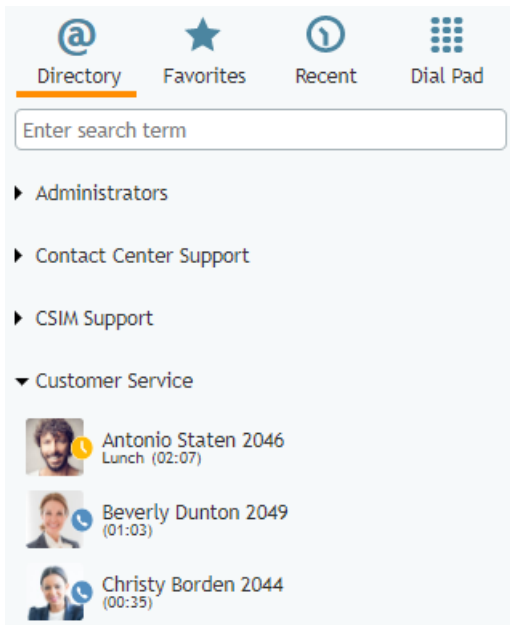 Directory Favorites Recent Dial Pad
Enter search term
Administrators
Contact Center Support
CSIM Support
Customer Service
Antonio Staten 2046
Lunch (02:07)
Beverly Dunton 2049
(01:03)
Christy Borden 2044
(00:35)